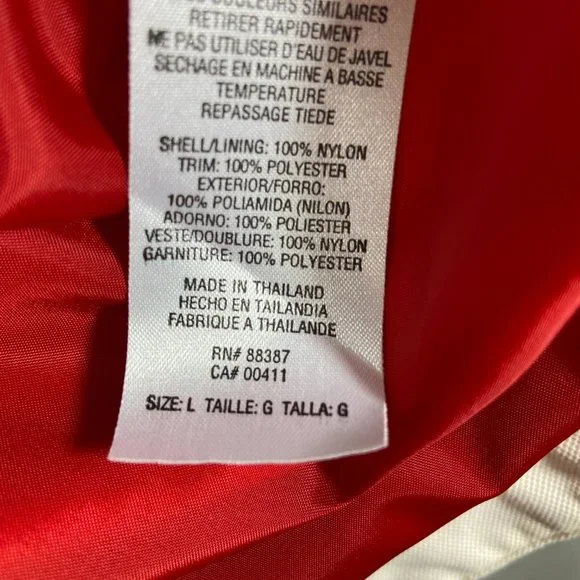 COULEURS SIMILAIRES
RETIRER RAPIDEMENT
NE PAS UTILISER D'EAU DE JAVEL
SECHAGE EN MACHINE A BASSE
TEMPERATURE
REPASSAGE TIEDE
SHELL/LINING: 100% NYLON
TRIM: 100% POLYESTER
EXTERIOR/FORRO:
100% POLIAMIDA (NILON)
ADORNO: 100% POLIESTER
VESTE/DOUBLURE: 100% NYLON
GARNITURE: 100% POLYESTER
MADE IN THAILAND
HECHO EN TAILANDIA
FABRIQUE A THAILANDE
RN# 88387
CA# 00411
SIZE: L TAILLE: G TALLA: G